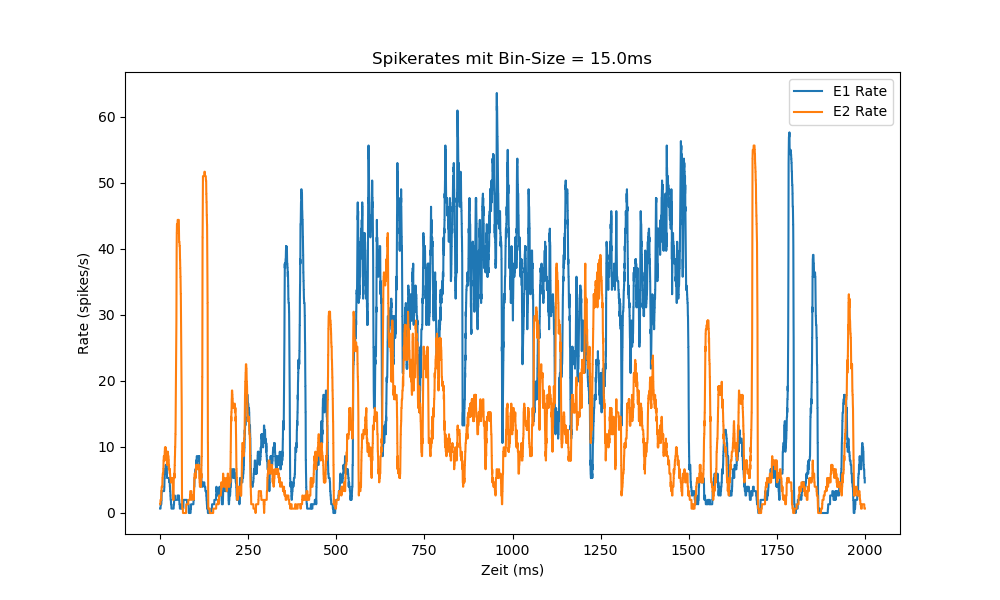 Spikerates mit Bin-Size = 15.0ms
E1 Rate
E2 Rate
Rate (spikes/s)
60
50
40
30
20
10
0
0 250 500 750 1000 1250 1500 1750 2000
Zeit (ms)